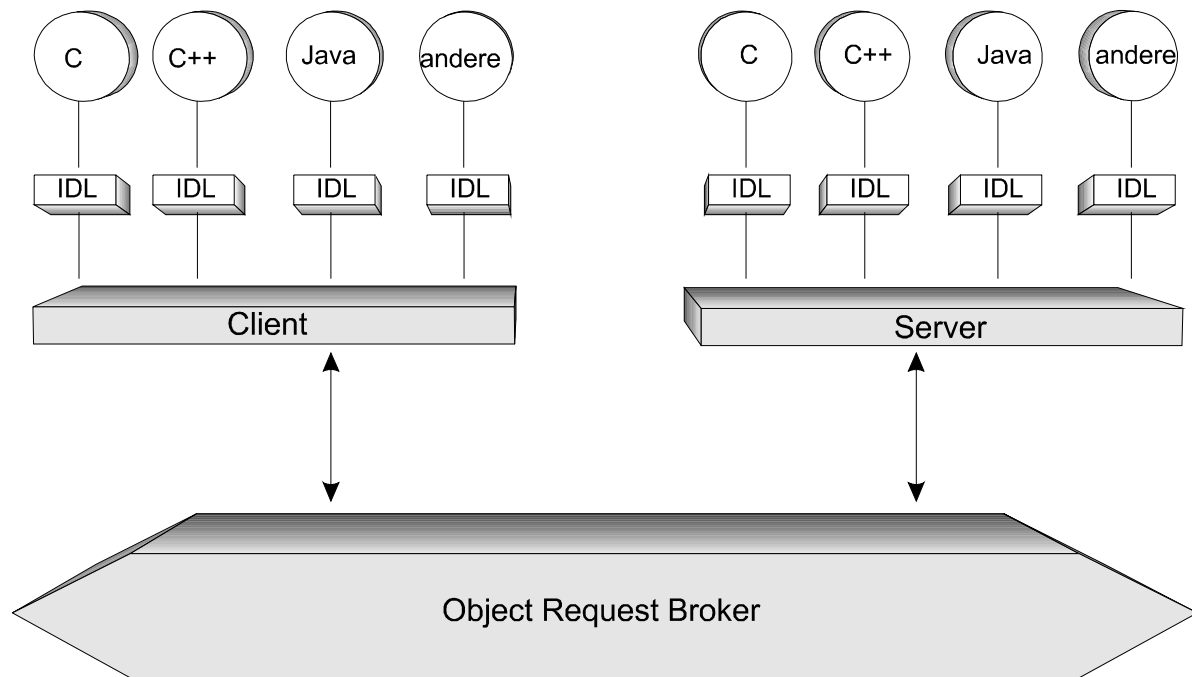 C C++ Java andere C C++ Java andere
IDL IDL IDL IDL IDL IDL IDL IDL
Client Server
Object Request Broker